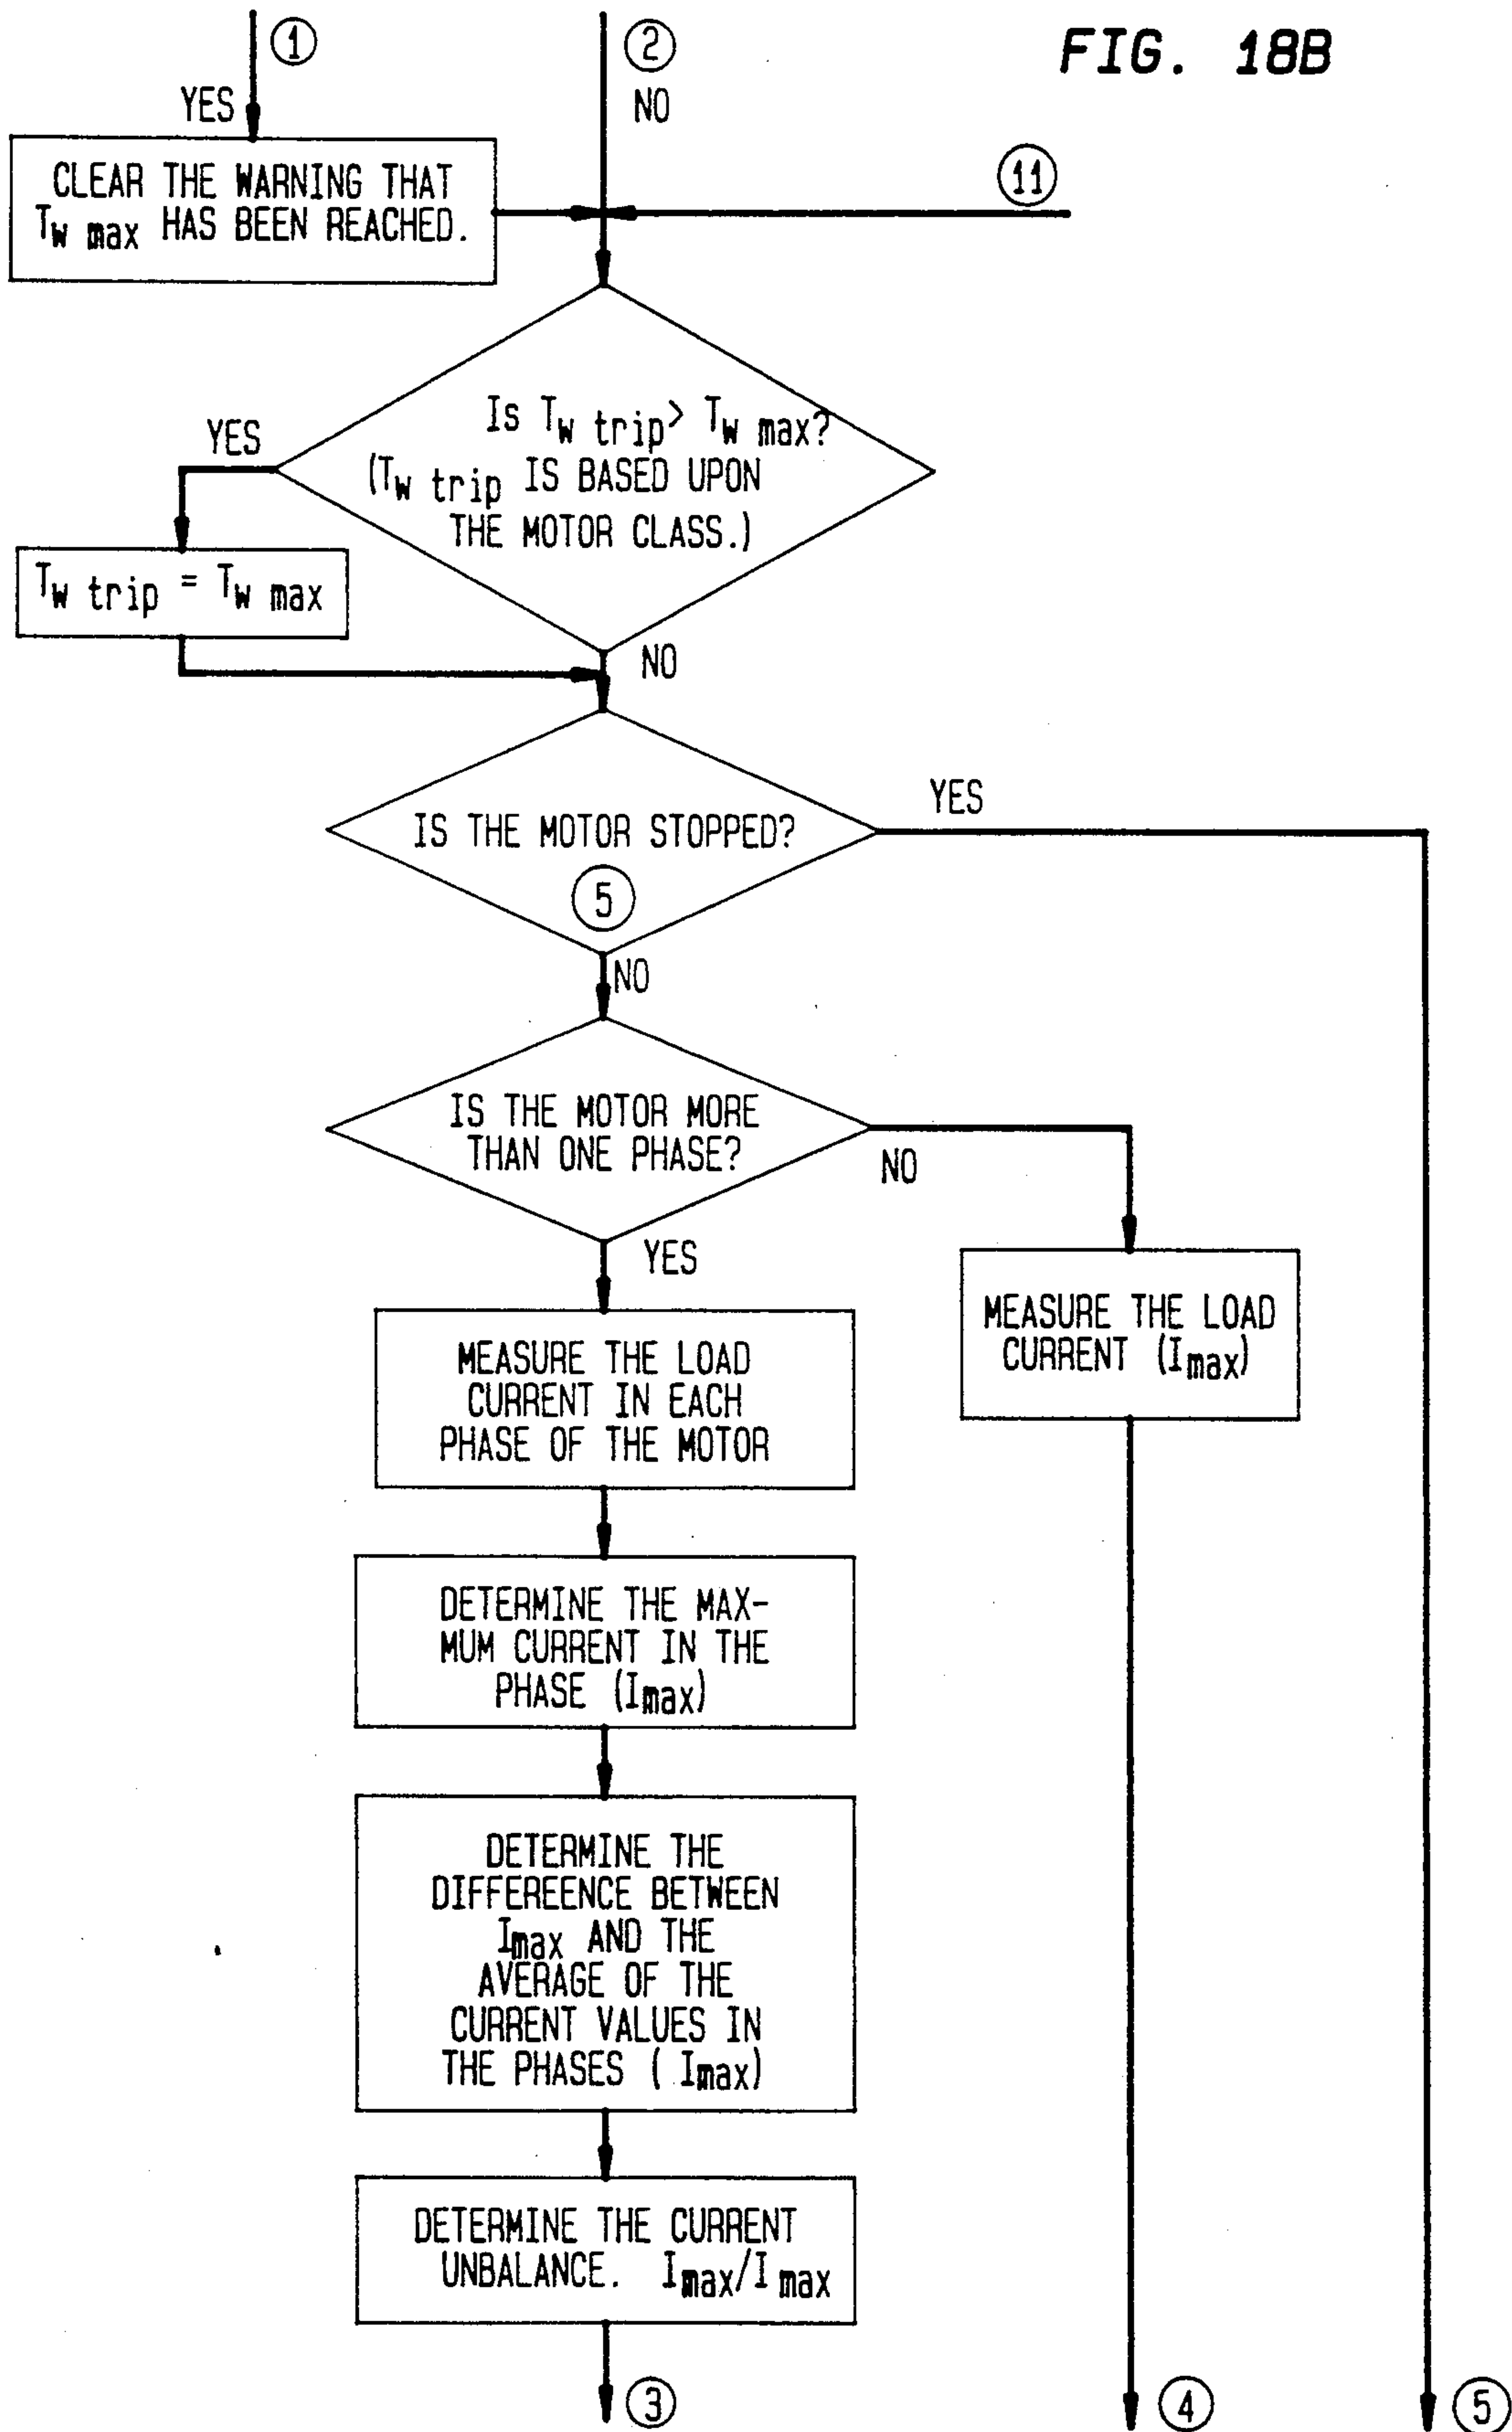 FIG. 18B
1
2
YES
NO
CLEAR THE WARNING THAT
Tw max HAS BEEN REACHED.
11
Is Tw trip> Tw max?
(Tw trip IS BASED UPON
THE MOTOR CLASS.)
YES
Tw trip = Tw max
NO
IS THE MOTOR STOPPED?
5
YES
NO
IS THE MOTOR MORE
THAN ONE PHASE?
NO
YES
MEASURE THE LOAD
CURRENT (Imax)
MEASURE THE LOAD
CURRENT IN EACH
PHASE OF THE MOTOR
DETERMINE THE MAX-
MUM CURRENT IN THE
PHASE (Imax)
DETERMINE THE
DIFFEREENCE BETWEEN
Imax AND THE
AVERAGE OF THE
CURRENT VALUES IN
THE PHASES ( Imax)
DETERMINE THE CURRENT
UNBALANCE. Imax/Imax
3
4
5